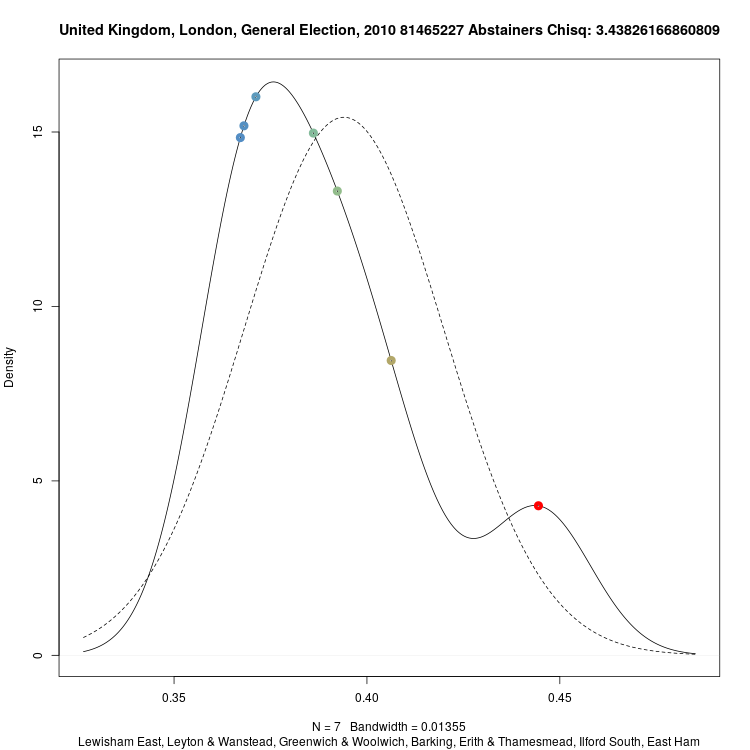 United Kingdom, London, General Election, 2010 81465227 Abstainers Chisq: 3.43826166860809
Density
15
10
5
0
0.35 0.40 0.45
N = 7 Bandwidth = 0.01355
Lewisham East, Leyton & Wanstead, Greenwich & Woolwich, Barking, Erith & Thamesmead, Ilford South, East Ham